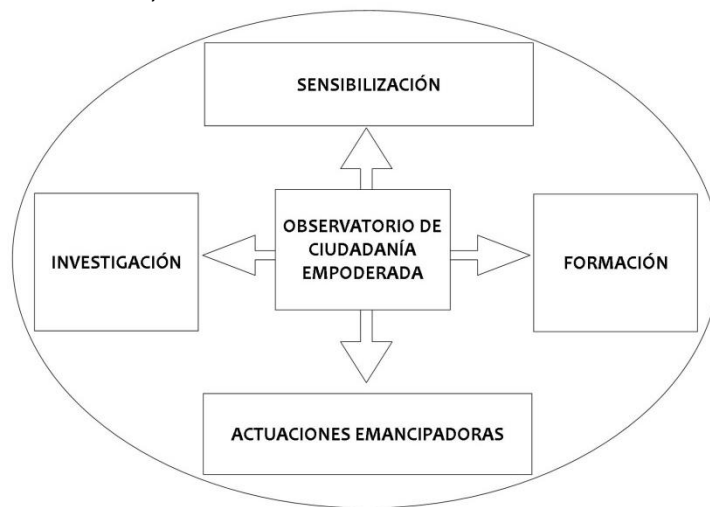 SENSIBILIZACIÓN
INVESTIGACIÓN
OBSERVATORIO DE
CIUDADANÍA
EMPODERADA
FORMACIÓN
ACTUACIONES EMANCIPADORAS